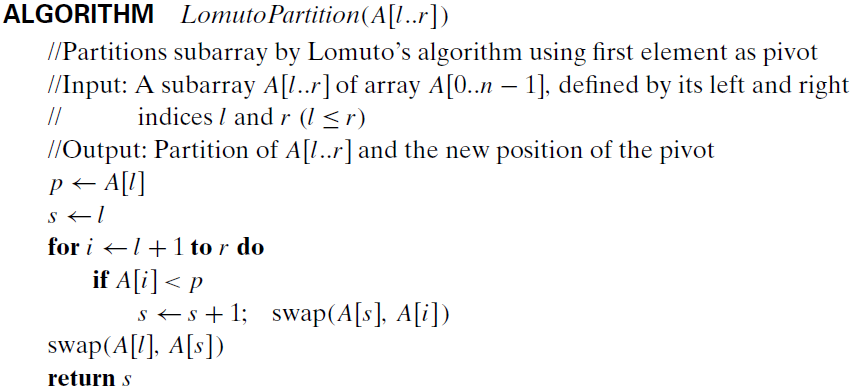 ALGORITHM LomutoPartition(A[l..r])
//Partitions subarray by Lomuto's algorithm using first element as pivot
//Input: A subarray A[l..r] of array A[0..n − 1], defined by its left and right
// indices l and r (l ≤ r)
//Output: Partition of A[l..r] and the new position of the pivot
p ← A[l]
s ← l
for i ← l + 1 to r do
if A[i] < p
s ← s + 1; swap(A[s], A[i])
swap(A[l], A[s])
return s